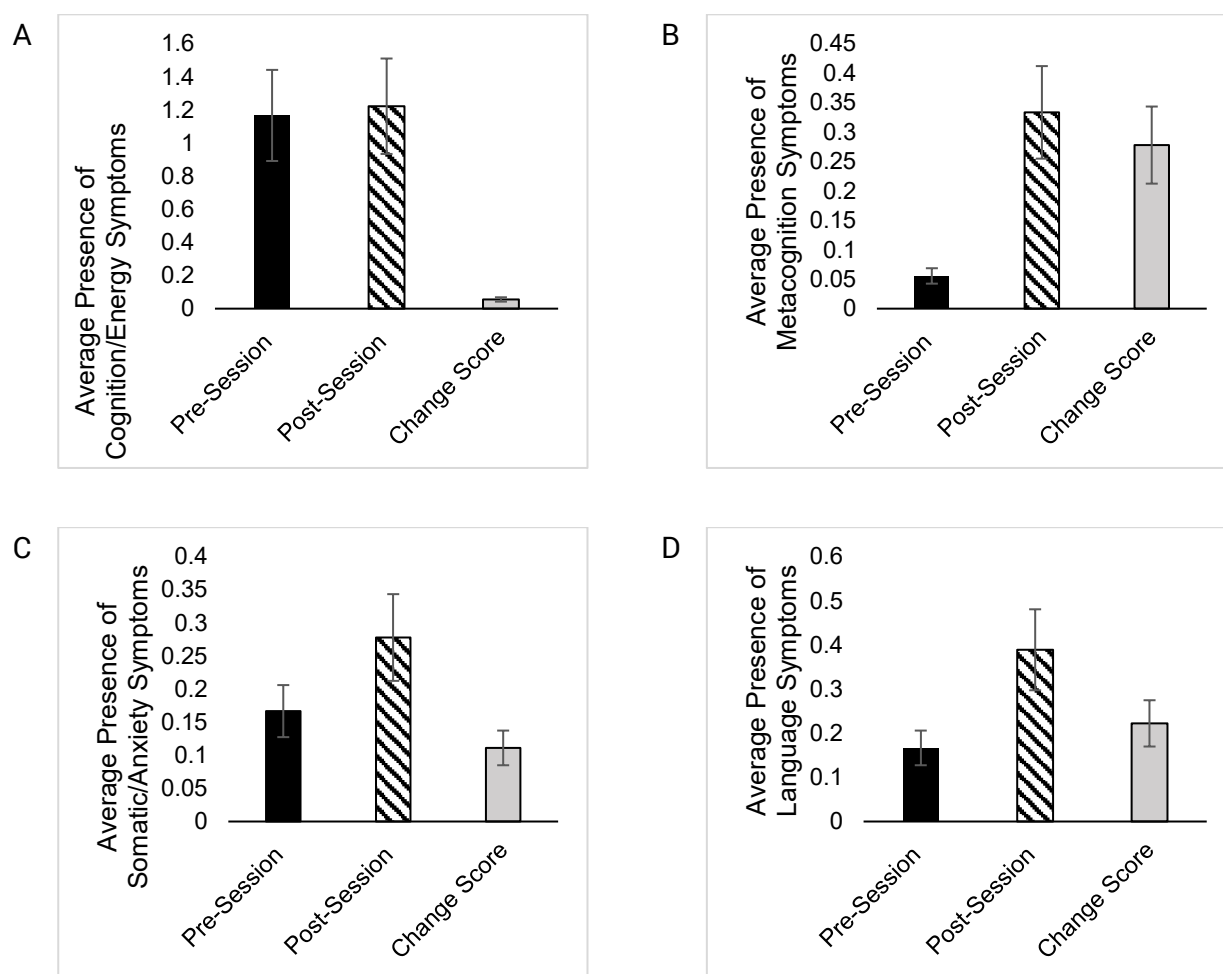 A
Average Presence of
Cognition/Energy Symptoms
1.6
1.4
1.2
1
0.8
0.6
0.4
0.2
0
Pre-Session
Post-Session
Change Score
B
Average Presence of
Metacognition Symptoms
0.45
0.4
0.35
0.3
0.25
0.2
0.15
0.1
0.05
0
Pre-Session
Post-Session
Change Score
C
Average Presence of
Somatic/Anxiety Symptoms
0.4
0.35
0.3
0.25
0.2
0.15
0.1
0.05
0
Pre-Session
Post-Session
Change Score
D
Average Presence of
Language Symptoms
0.6
0.5
0.4
0.3
0.2
0.1
0
Pre-Session
Post-Session
Change Score